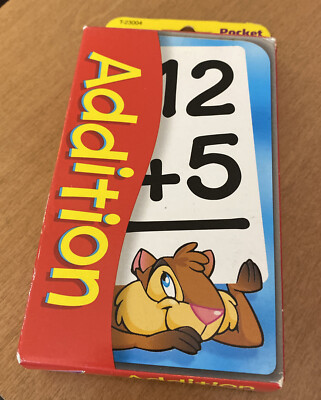 T-23004
Pocket
Addition
12
+5
Addition